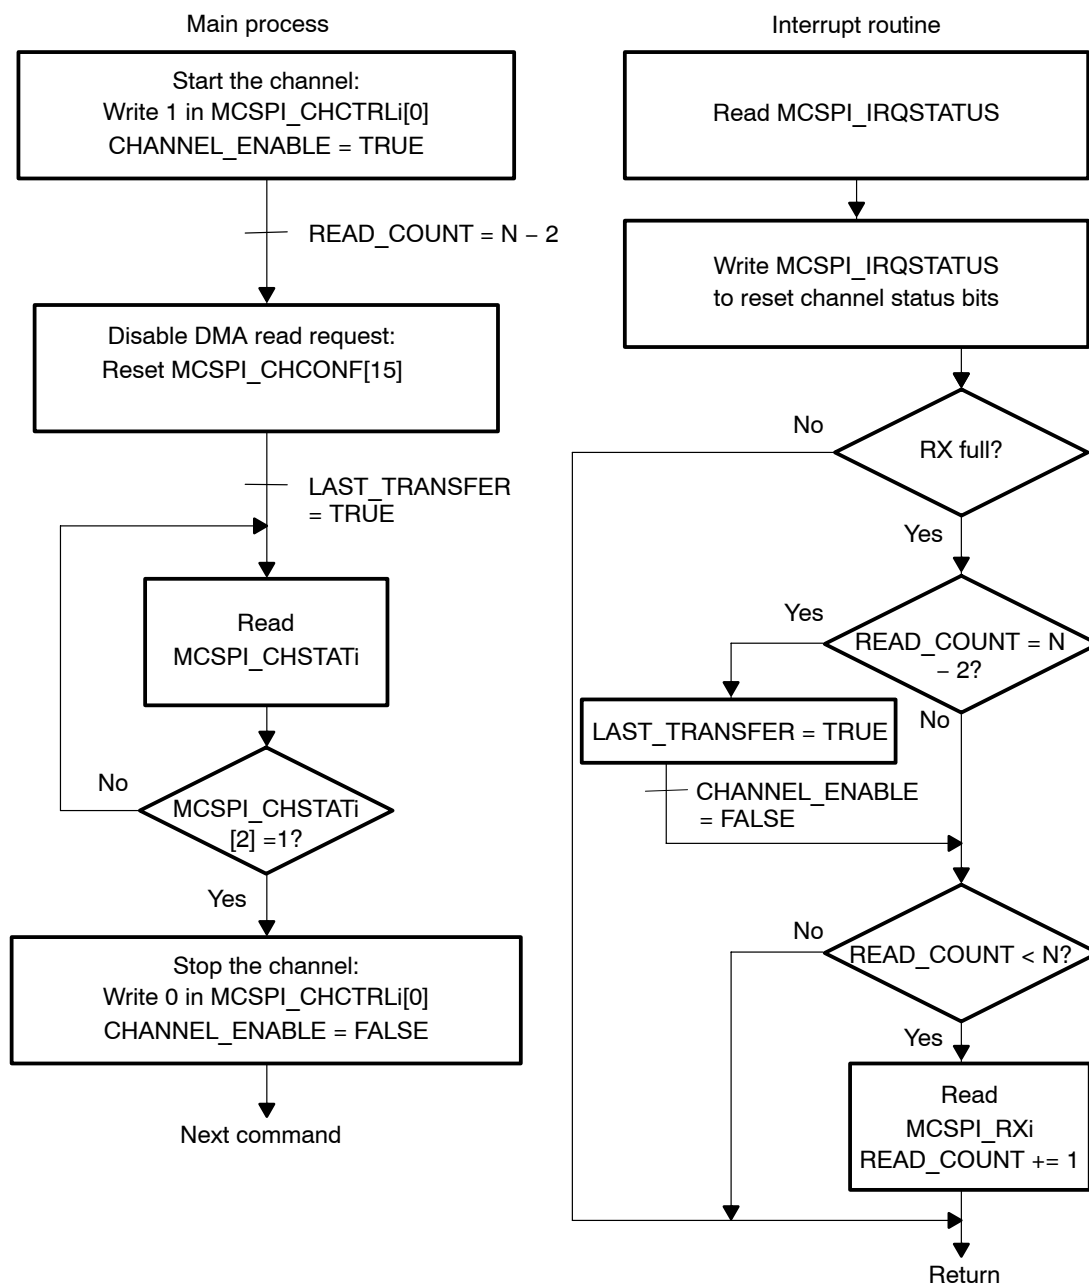 Main process
Start the channel:
Write 1 in MCSPI_CHCTRLi[0]
CHANNEL_ENABLE = TRUE
READ_COUNT = N − 2
Disable DMA read request:
Reset MCSPI_CHCONF[15]
LAST_TRANSFER
= TRUE
Read
MCSPI_CHSTATi
No
MCSPI_CHSTATi
[2] =1?
Yes
Stop the channel:
Write 0 in MCSPI_CHCTRLi[0]
CHANNEL_ENABLE = FALSE
Next command
Interrupt routine
Read MCSPI_IRQSTATUS
Write MCSPI_IRQSTATUS
to reset channel status bits
No
RX full?
Yes
Yes
READ_COUNT = N
− 2?
No
LAST_TRANSFER = TRUE
CHANNEL_ENABLE
= FALSE
No
READ_COUNT < N?
Yes
Read
MCSPI_RXi
READ_COUNT += 1
Return